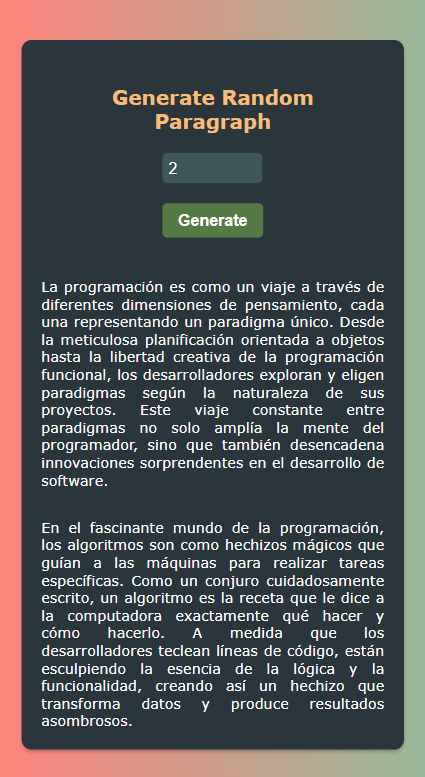 Generate Random
Paragraph
2
Generate
La programación es como un viaje a través de
diferentes dimensiones de pensamiento, cada
una representando un paradigma único. Desde
la meticulosa planificación orientada a objetos
hasta la libertad creativa de la programación
funcional, los desarrolladores exploran y eligen
paradigmas según la naturaleza de sus
proyectos. Este viaje constante entre
paradigmas no solo amplía la mente del
programador, sino que también desencadena
innovaciones sorprendentes en el desarrollo de
software.
En el fascinante mundo de la programación,
los algoritmos son como hechizos mágicos que
guían a las máquinas para realizar tareas
específicas. Como un conjuro cuidadosamente
escrito, un algoritmo es la receta que le dice a
la computadora exactamente qué hacer y
cómo hacerlo. A medida que los
desarrolladores teclean líneas de código, están
esculpiendo la esencia de la lógica y la
funcionalidad, creando así un hechizo que
transforma datos y produce resultados
asombrosos.